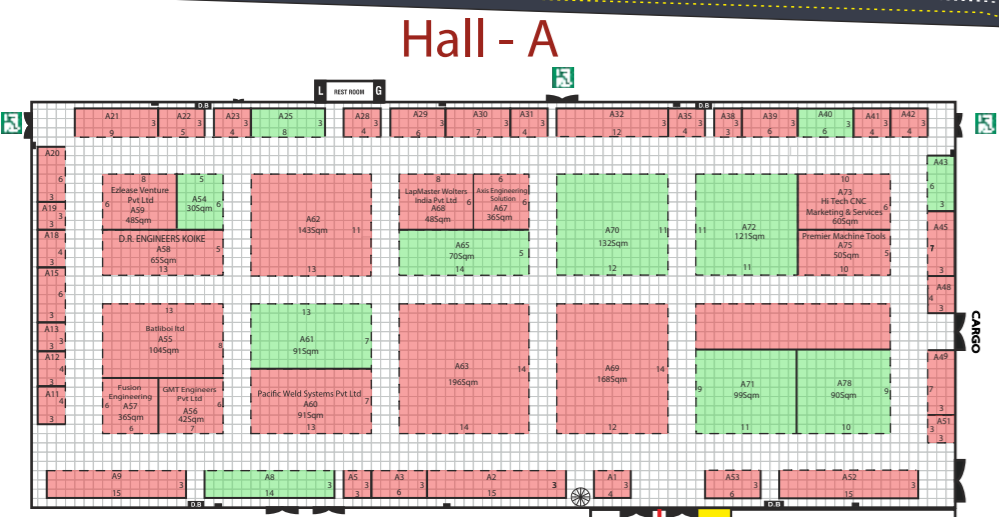 Hall - A
L REST ROOM G
D.B
D.B
A21 3 9
A22 3 5
A23 3 4
A25 3 8
A28 3 4
A29 3 6
A30 3 7
A31 3 4
A32 3 12
A35 3 4
A38 3 3
A39 3 6
A40 3 6
A41 3 4
A42 3 4
A20 6 3
A19 3 3
A18 4 3
A15 6 3
A13 3 3
A12 4 3
A11 4 3
8
Ezlease Venture
Pvt Ltd
A59
48Sqm
6
5
A54
30Sqm
6
D.R. ENGINEERS KOIKE
A58
65Sqm
5
13
A62
143Sqm
11
13
8
LapMaster Wolters
India Pvt Ltd
A68
48Sqm
6
6
Axis Engineering
Solution
A67
36Sqm
6
A65
70Sqm
5
14
A70
132Sqm
11
12
A72
121Sqm
11
11
10
A73
Hi Tech CNC
Marketing & Services
60Sqm
6
Premier Machine Tools
A75
50Sqm
5
10
A43 6 3
A45 7 3
A48 4 3
CARGO
A49 7 3
A51 3 3
13
Batliboi ltd
A55
104Sqm
8
Fusion
Engineering
A57
36Sqm
6
6
GMT Engineers
Pvt Ltd
A56
42Sqm
6
7
13
A61
91Sqm
7
Pacific Weld Systems Pvt Ltd
A60
91Sqm
7
13
A63
196Sqm
14
14
A69
168Sqm
14
12
A71
99Sqm
9
11
A78
90Sqm
9
10
A9 3 15
A8 3 14
A5 3 3
A3 3 6
A2 3 15
A1 3 4
A53 3 6
A52 3 15
D.B
D.B